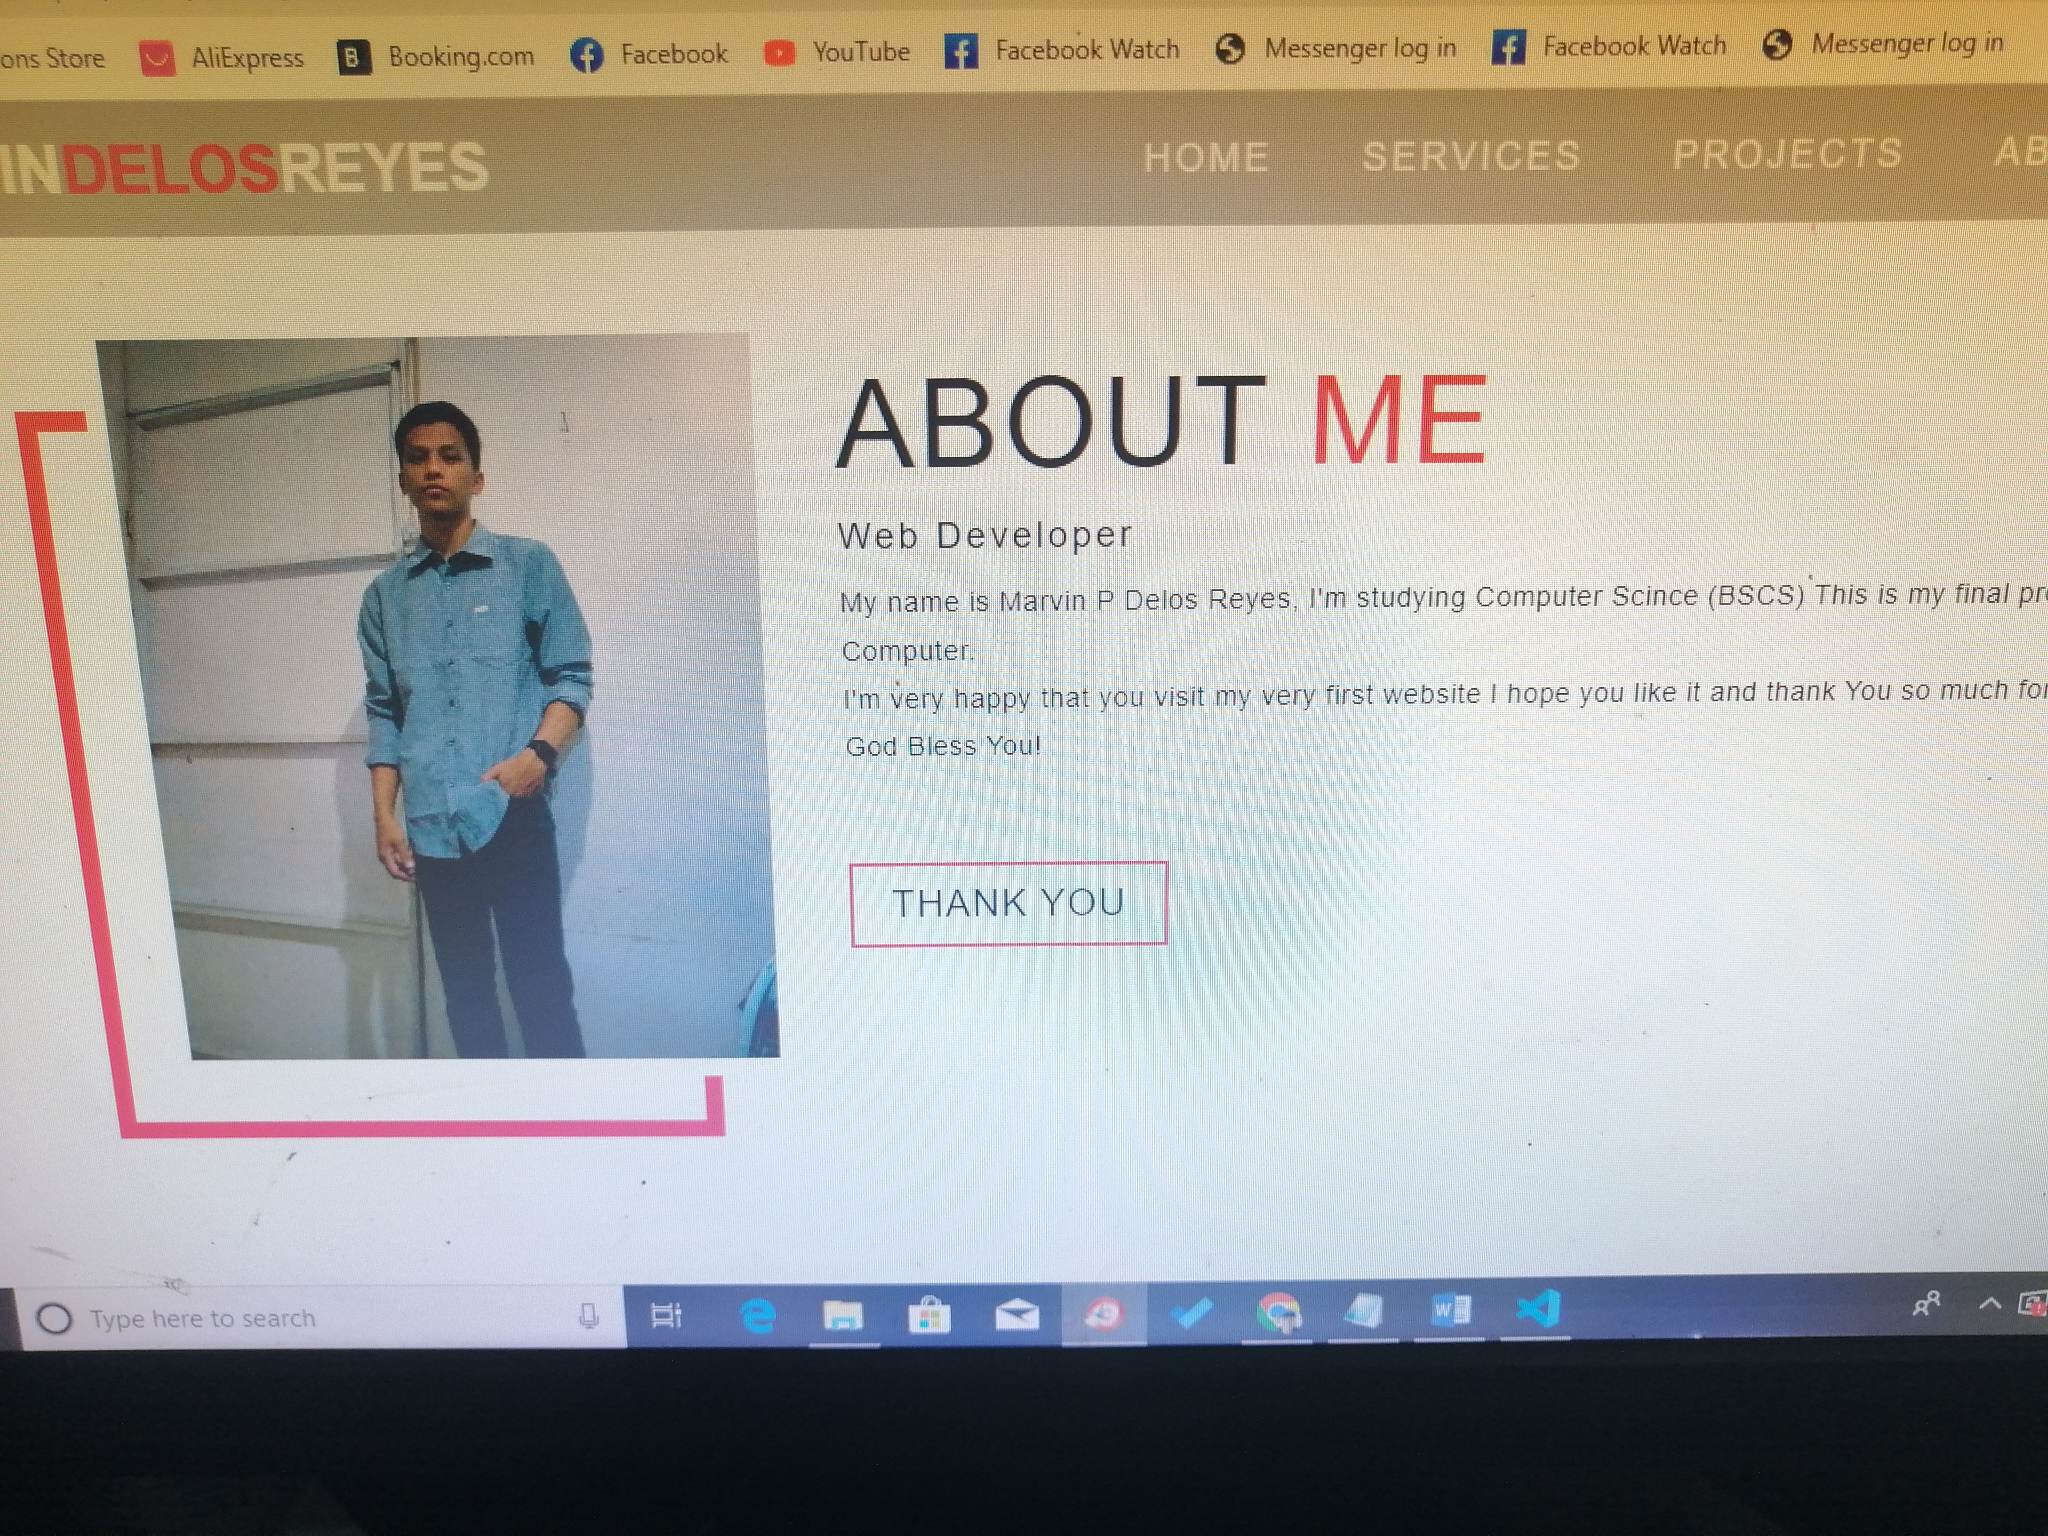 ons Store AliExpress Booking.com Facebook YouTube Facebook Watch Messenger log in Facebook Watch Messenger log in
INDELOSREYES HOME SERVICES PROJECTS AB
ABOUT ME
Web Developer
My name is Marvin P Delos Reyes, I'm studying Computer Scince (BSCS) This is my final pr
Computer.
I'm very happy that you visit my very first website I hope you like it and thank You so much for
God Bless You!
THANK YOU
Type here to search